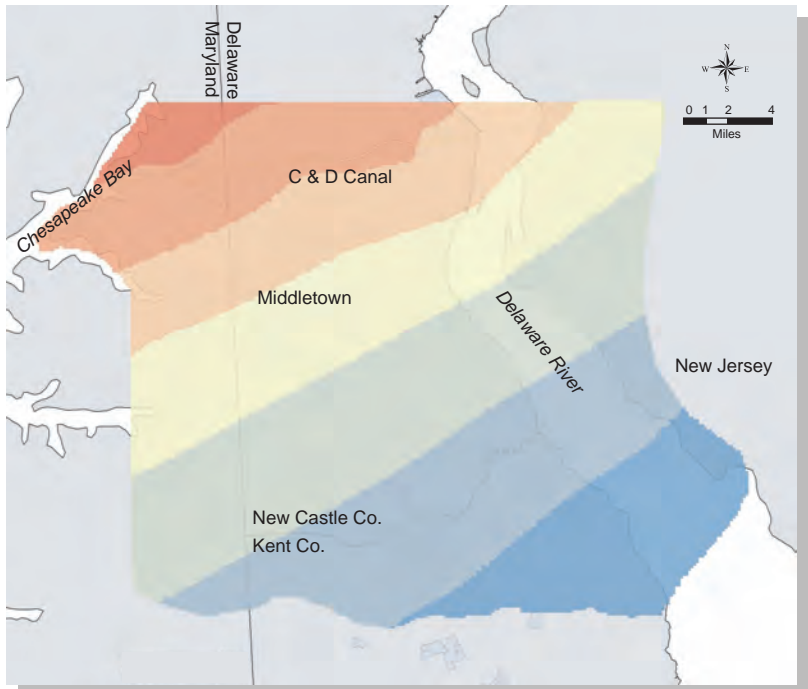 Delaware
Maryland
N
W E
S
0 1 2 4
Miles
C & D Canal
Chesapeake Bay
Middletown
Delaware River
New Jersey
New Castle Co.
Kent Co.